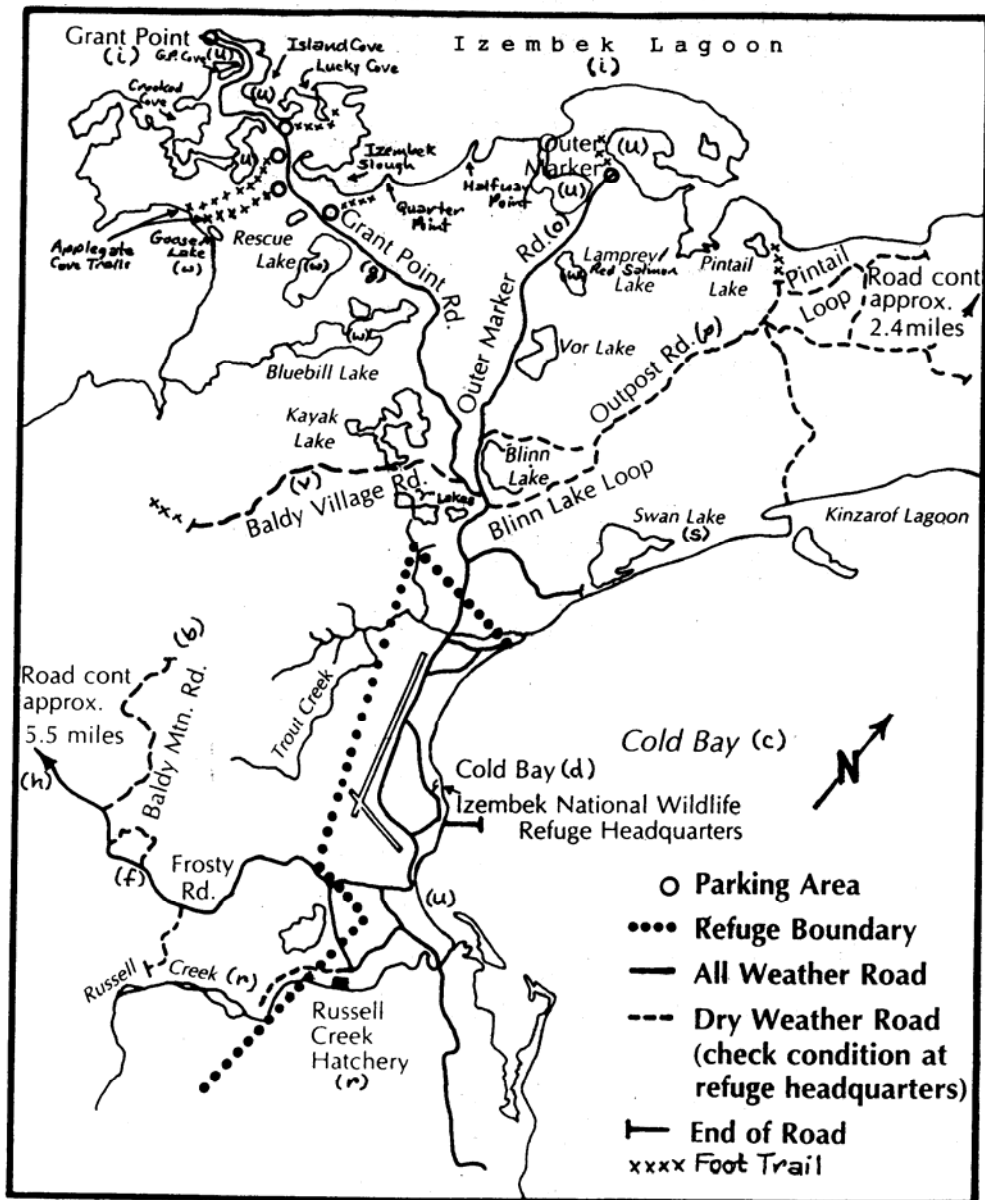 Grant Point
(i)
G.P. Cove
(u)
Island Cove
Lucky Cove
Izembek Lagoon
(i)
Crooked
Cove
(u)
(u)
Izembek
Slough
Outer
Marker
(u)
(u)
Halfway
Point
Quarter
Point
Applegate
Cove Trails
Goose
Lake
(w)
Rescue
Lake
(w)
(g)
Grant Point
Rd.
Outer Marker
Rd. (o)
Lamprey/
Red Salmon
Lake
(w)
Pintail
Lake
Pintail
Loop
Road cont
approx.
2.4 miles
(w)
Bluebill Lake
Vor Lake
Outpost Rd. (p)
Kayak
Lake
Blinn
Lake
(v)
Baldy Village Rd.
Lakes
Blinn Lake Loop
Swan Lake
(s)
Kinzarof Lagoon
(b)
Road cont
approx.
5.5 miles
(h)
Baldy Mtn. Rd.
Trout Creek
Cold Bay (c)
N
Cold Bay (d)
Izembek National Wildlife
Refuge Headquarters
Frosty
Rd.
(f)
(u)
Russell
Creek (r)
Russell
Creek
Hatchery
(r)
Parking Area
Refuge Boundary
All Weather Road
Dry Weather Road
(check condition at
refuge headquarters)
End of Road
xxxx Foot Trail